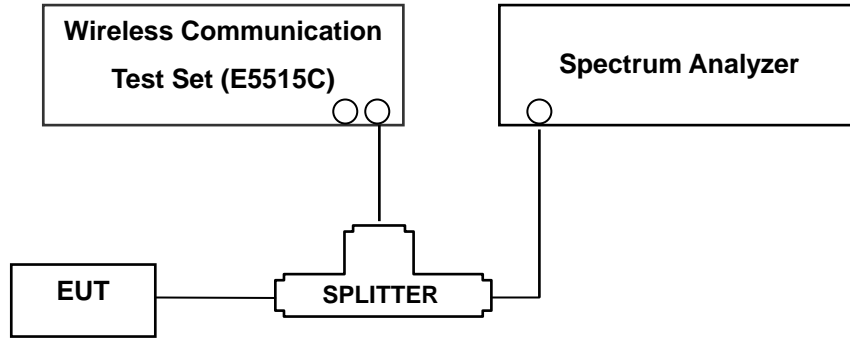 Wireless Communication
Test Set (E5515C)
Spectrum Analyzer
EUT
SPLITTER